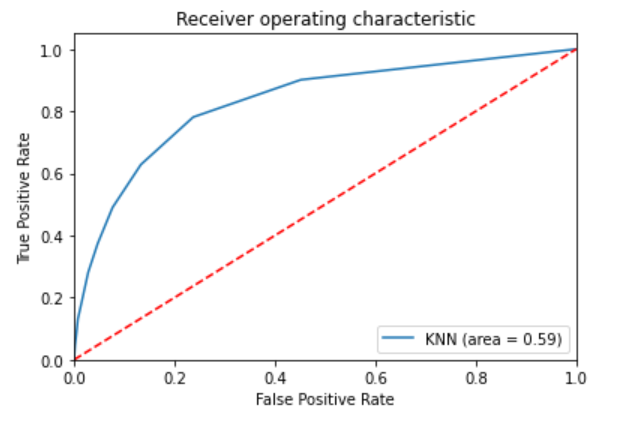 Receiver operating characteristic
1.0
0.8
0.6
0.4
0.2
0.0
True Positive Rate
KNN (area = 0.59)
0.0 0.2 0.4 0.6 0.8 1.0
False Positive Rate